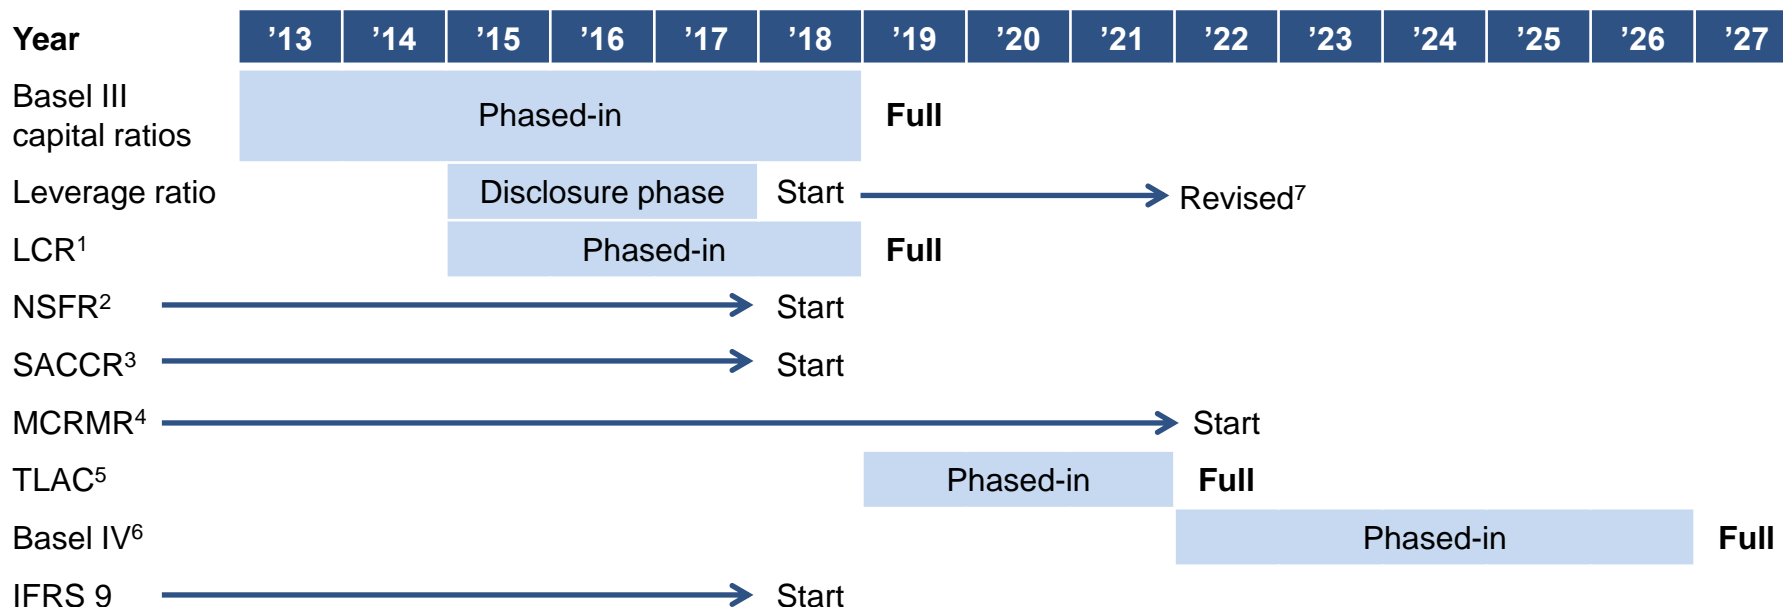 Year ’13 ’14 ’15 ’16 ’17 ’18 ’19 ’20 ’21 ’22 ’23 ’24 ’25 ’26 ’27
Basel III
capital ratios Phased-in Full
Leverage ratio Disclosure phase Start Revised⁷
LCR¹ Phased-in Full
NSFR² Start
SACCR³ Start
MCRMR⁴ Start
TLAC⁵ Phased-in Full
Basel IV⁶ Phased-in Full
IFRS 9 Start